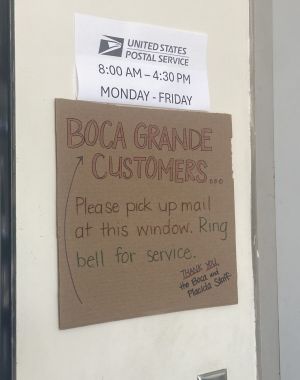 UNITED STATES
POSTAL SERVICE
8:00 AM – 4:30 PM
MONDAY - FRIDAY
BOCA GRANDE
CUSTOMERS...
Please pick up mail
at this window. Ring
bell for service.
THANK YOU,
the Boca and
Placida Staff.